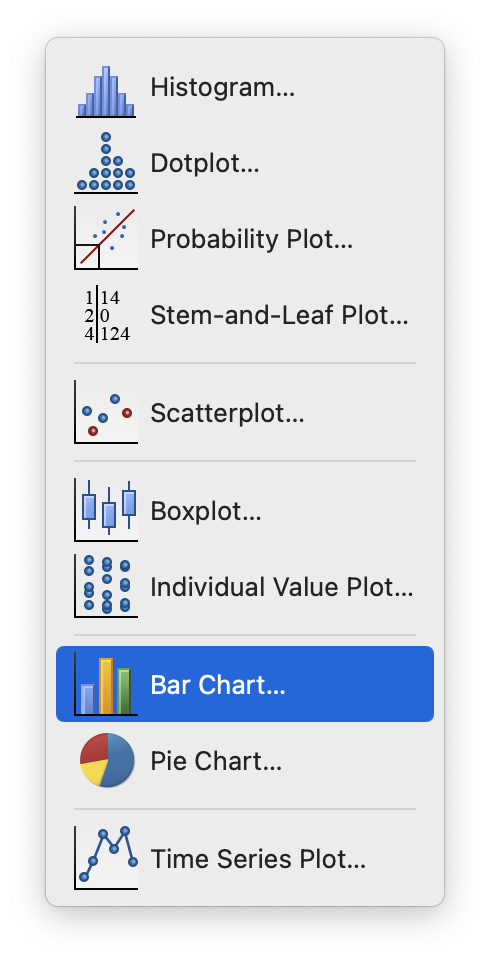 Histogram...
Dotplot...
Probability Plot...
1 14
2 0
4 124
Stem-and-Leaf Plot...
Scatterplot...
Boxplot...
Individual Value Plot...
Bar Chart...
Pie Chart...
Time Series Plot...